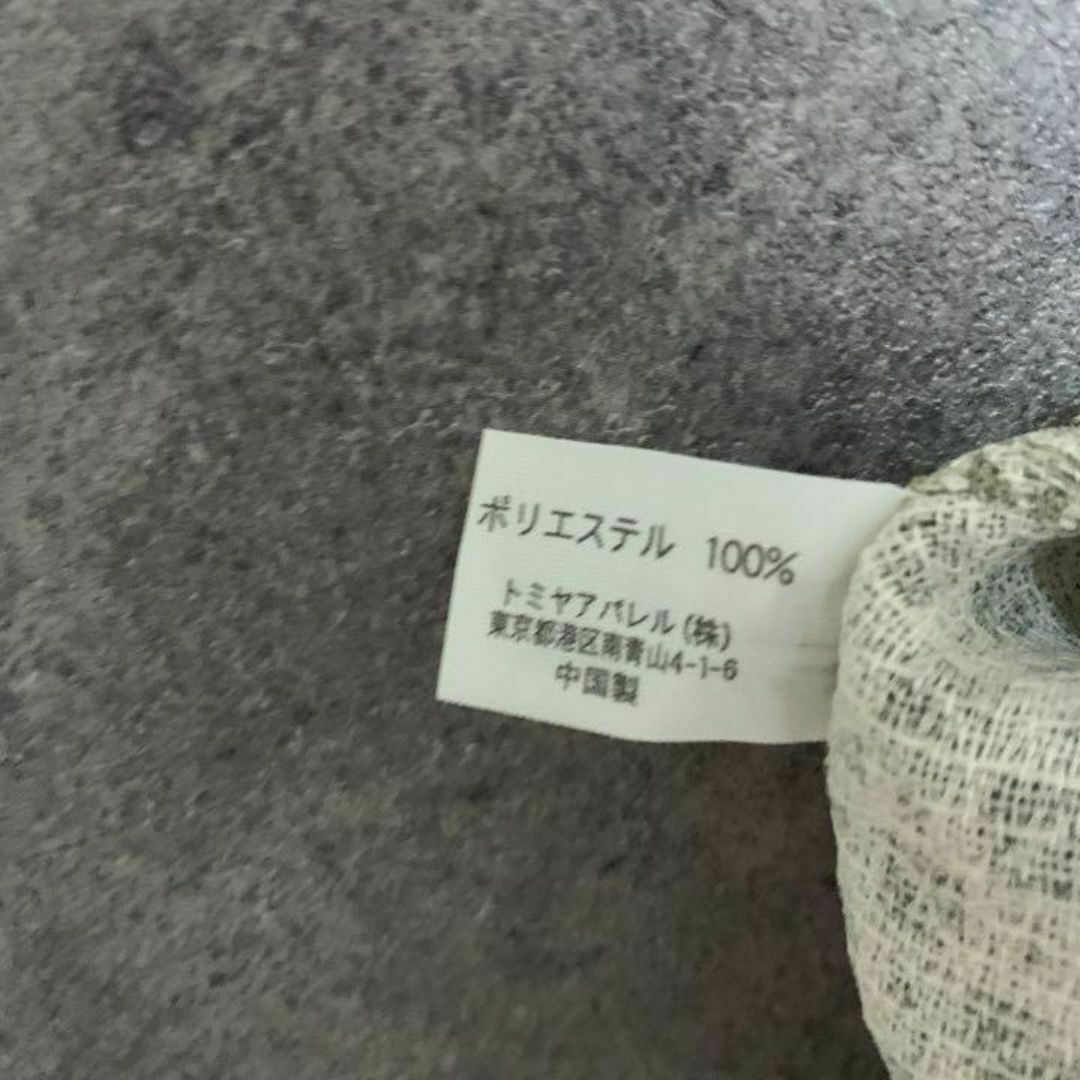 ポリエステル 100%
トミヤアパレル(株)
東京都港区南青山4-1-6
中国製